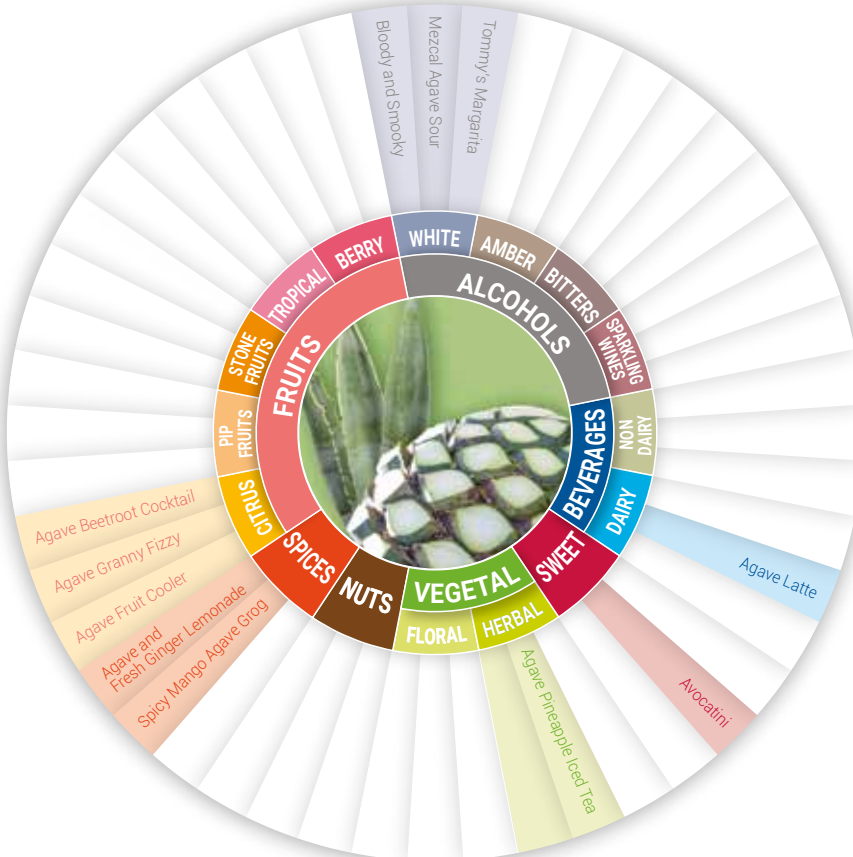 Bloody and Smooky
Mezcal Agave Sour
Tommy's Margarita
WHITE
AMBER
BITTERS
SPARKLING
WINES
NON
DAIRY
DAIRY
SWEET
HERBAL
FLORAL
VEGETAL
NUTS
SPICES
CITRUS
PIP
FRUITS
STONE
FRUITS
TROPICAL
BERRY
FRUITS
ALCOHOLS
BEVERAGES
Agave Latte
Avocatini
Agave Pineapple Iced Tea
Spicy Mango Agave Grog
Agave and
Fresh Ginger Lemonade
Agave Fruit Cooler
Agave Granny Fizzy
Agave Beetroot Cocktail